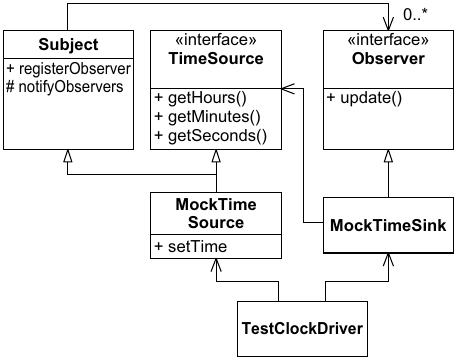 0..*
Subject
+ registerObserver
# notifyObservers
«interface»
TimeSource
+ getHours()
+ getMinutes()
+ getSeconds()
«interface»
Observer
+ update()
MockTime
Source
+ setTime
MockTimeSink
TestClockDriver